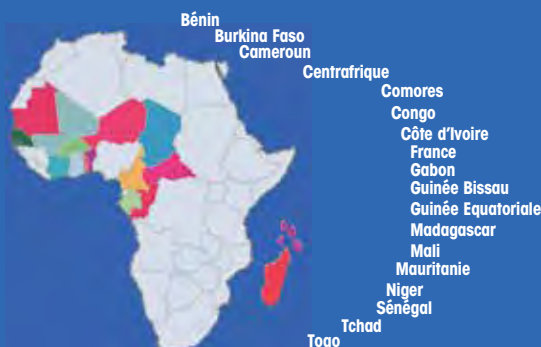 Bénin
Burkina Faso
Cameroun
Centrafrique
Comores
Congo
Côte d'Ivoire
France
Gabon
Guinée Bissau
Guinée Equatoriale
Madagascar
Mali
Mauritanie
Niger
Sénégal
Tchad
Togo